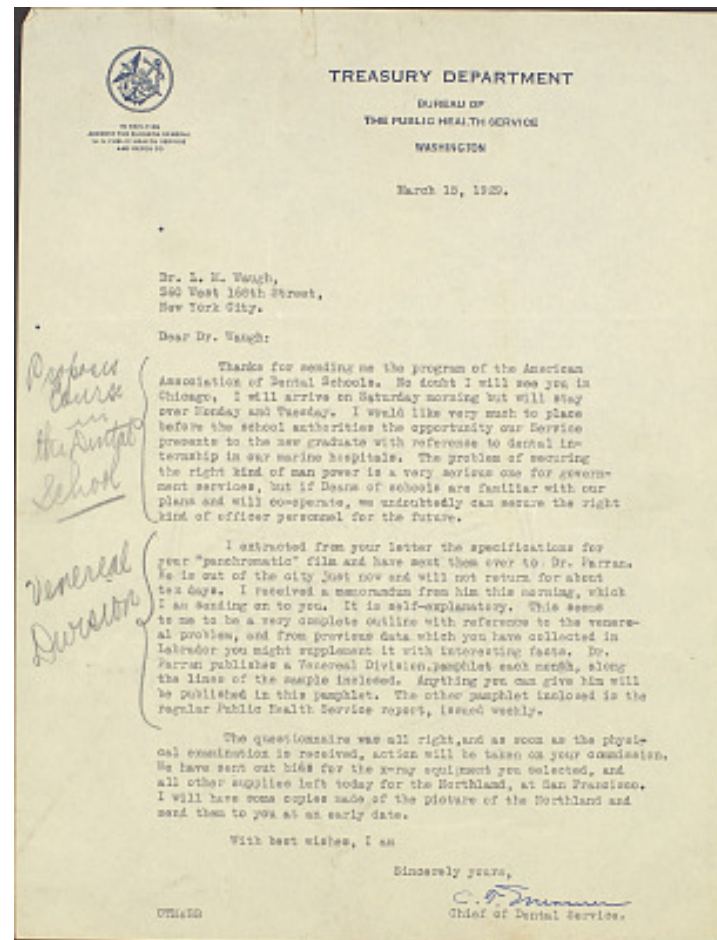 TREASURY DEPARTMENT
BUREAU OF
THE PUBLIC HEALTH SERVICE
WASHINGTON
IN REPLYING
ADDRESS THE SURGEON GENERAL
U.S. PUBLIC HEALTH SERVICE
AND REFER TO
March 15, 1929.
Dr. L. M. Waugh,
West 168th Street,
New York City.
Dear Dr. Waugh:
Thanks for sending me the program of the American
Association of Dental Schools. No doubt I will see you in
Chicago. I will arrive on Saturday morning but will stay
over Monday and Tuesday. I would like very much to place
before the school authorities the opportunity our Service
presents to the new graduate with reference to dental in-
ternship in our marine hospitals. The problem of securing
the right kind of man power is a very serious one for govern-
ment services, but if Deans of schools are familiar with our
plans and will co-operate, we undoubtedly can secure the right
kind of officer personnel for the future.
Course
in
the Dental
School
I extracted from your letter the specifications for
your "panchromatic" film and have sent them over to Dr. Parran.
He is out of the city just now and will not return for about
ten days. I received a memorandum from him this morning, which
I am sending on to you. It is self-explanatory. This seems
to me to be a very complete outline with reference to the venere-
al problem, and from previous data which you have collected in
Labrador you might supplement it with interesting facts. Dr.
Parran publishes a Venereal Division pamphlet each month, along
the lines of the sample inclosed. Anything you can give him will
be published in this pamphlet. The other pamphlet inclosed is the
regular Public Health Service report, issued weekly.
Venereal
Division
The questionnaire was all right, and as soon as the physi-
cal examination is received, action will be taken on your commission.
We have sent out bids for the x-ray equipment you selected, and
all other supplies left today for the Northland, at San Francisco.
I will have some copies made of the picture of the Northland and
send them to you at an early date.
With best wishes, I am
Sincerely yours,
C. T.
Chief of Dental Service.